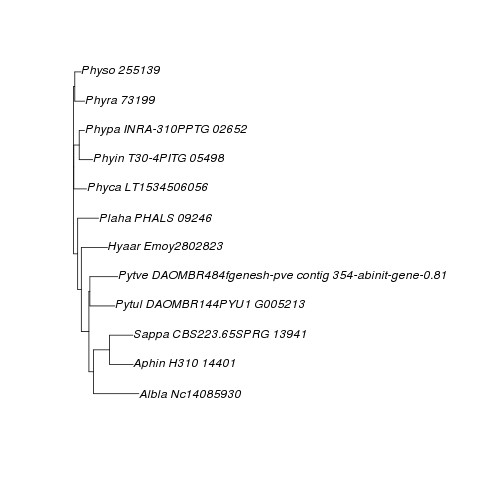 Physo 255139
Phyra 73199
Phypa INRA-310PPTG 02652
Phyin T30-4PITG 05498
Phyca LT1534506056
Plaha PHALS 09246
Hyaar Emoy2802823
Pytve DAOMBR484fgenesh-pve contig 354-abinit-gene-0.81
Pytul DAOMBR144PYU1 G005213
Sappa CBS223.65SPRG 13941
Aphin H310 14401
Albla Nc14085930